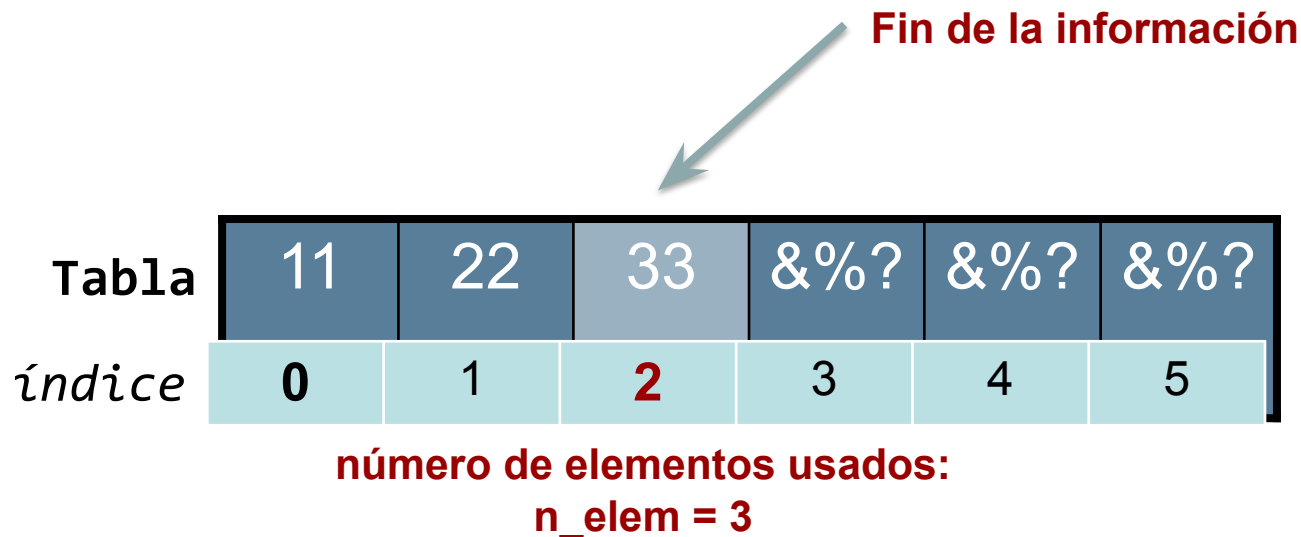 Fin de la información
Tabla 11 22 33 &%? &%? &%?
índice 0 1 2 3 4 5
número de elementos usados:
n_elem = 3